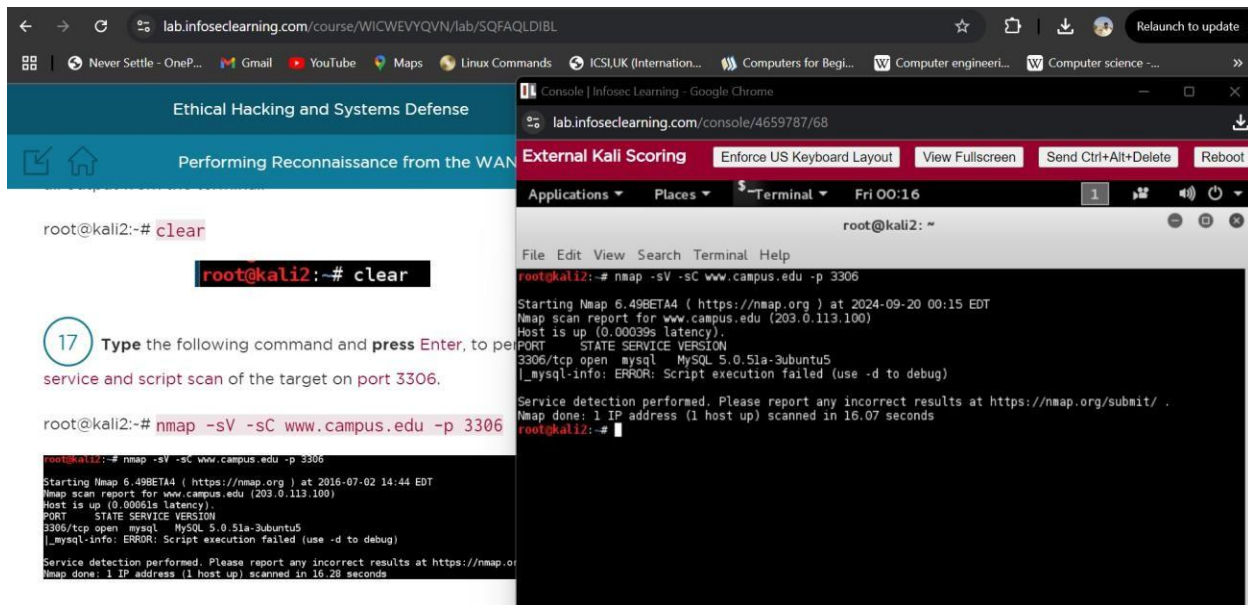 lab.infoseclearning.com/course/WICWEVYQVN/lab/SQFAQLDIBL
Relaunch to update
Never Settle - OneP... Gmail YouTube Maps Linux Commands ICSI,UK (Internation... Computers for Begi... Computer engineeri... Computer science -... »
Ethical Hacking and Systems Defense
Performing Reconnaissance from the WAN
root@kali2:~# clear
root@kali2:~# clear
17 Type the following command and press Enter, to per
service and script scan of the target on port 3306.
root@kali2:~# nmap -sV -sC www.campus.edu -p 3306
root@kali2:~# nmap -sV -sC www.campus.edu -p 3306
Starting Nmap 6.49BETA4 ( https://nmap.org ) at 2016-07-02 14:44 EDT
Nmap scan report for www.campus.edu (203.0.113.100)
Host is up (0.00061s latency).
PORT STATE SERVICE VERSION
3306/tcp open mysql MySQL 5.0.51a-3ubuntu5
|_mysql-info: ERROR: Script execution failed (use -d to debug)
Service detection performed. Please report any incorrect results at https://nmap.o
Nmap done: 1 IP address (1 host up) scanned in 16.28 seconds
Console | Infosec Learning - Google Chrome
lab.infoseclearning.com/console/4659787/68
External Kali Scoring Enforce US Keyboard Layout View Fullscreen Send Ctrl+Alt+Delete Reboot
Applications Places Terminal Fri 00:16 1
root@kali2: ~
File Edit View Search Terminal Help
root@kali2:~# nmap -sV -sC www.campus.edu -p 3306
Starting Nmap 6.49BETA4 ( https://nmap.org ) at 2024-09-20 00:15 EDT
Nmap scan report for www.campus.edu (203.0.113.100)
Host is up (0.00039s latency).
PORT STATE SERVICE VERSION
3306/tcp open mysql MySQL 5.0.51a-3ubuntu5
|_mysql-info: ERROR: Script execution failed (use -d to debug)
Service detection performed. Please report any incorrect results at https://nmap.org/submit/ .
Nmap done: 1 IP address (1 host up) scanned in 16.07 seconds
root@kali2:~#